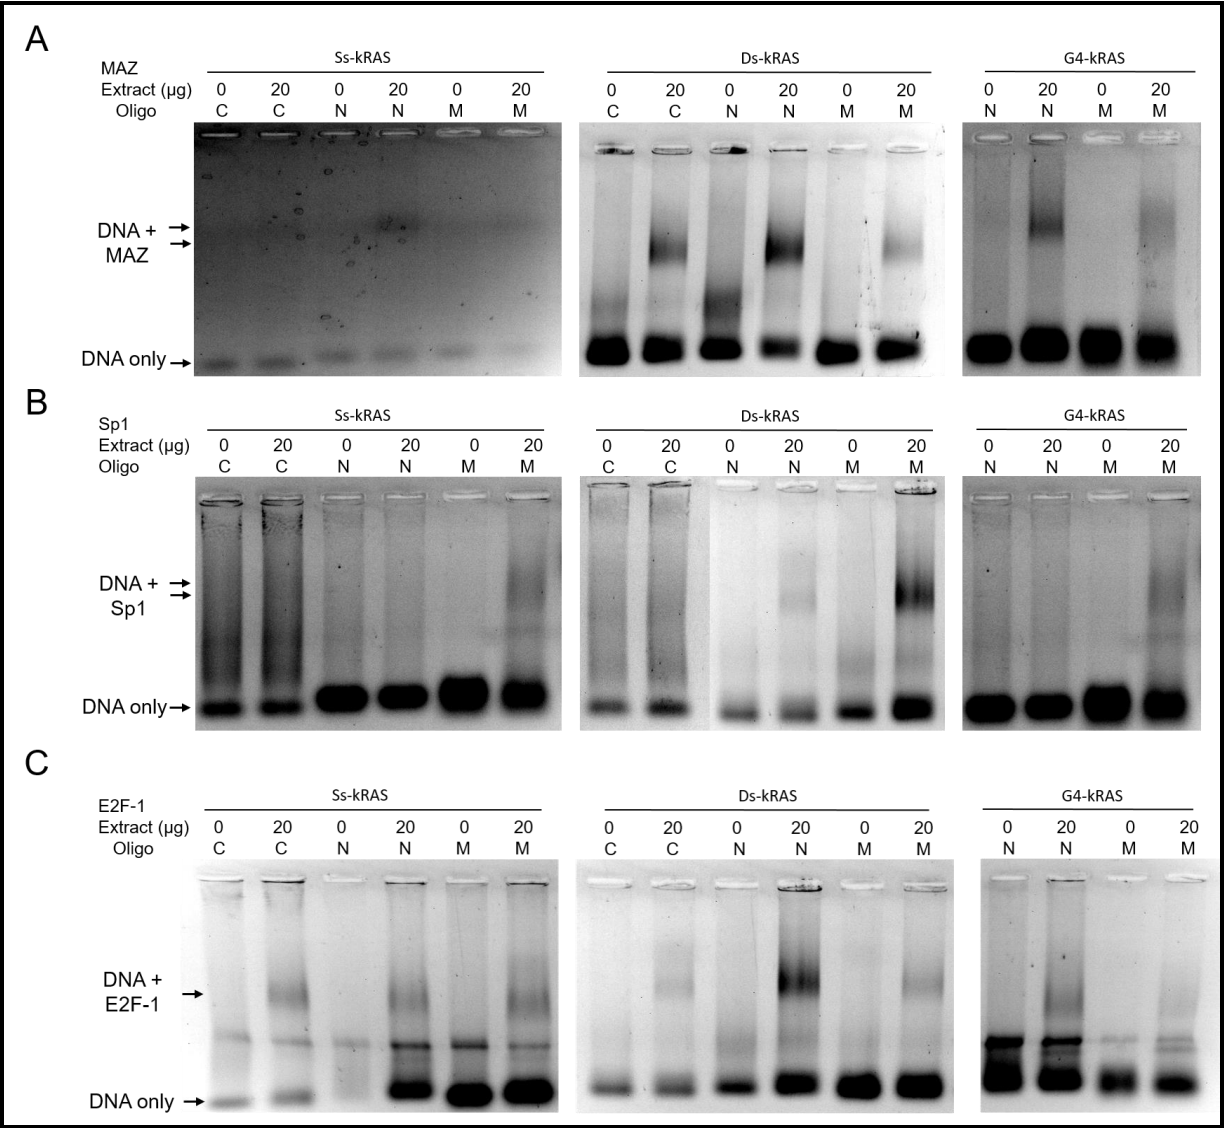 A
Ss-kRAS
Ds-kRAS
G4-kRAS
MAZ
Extract (µg) 0 20 0 20 0 20 0 20 0 20 0 20 0 20 0 20
Oligo C C N N M M C C N N M M N N M M
DNA +
MAZ
DNA only
B
Ss-kRAS
Ds-kRAS
G4-kRAS
Sp1
Extract (µg) 0 20 0 20 0 20 0 20 0 20 0 20 0 20 0 20
Oligo C C N N M M C C N N M M N N M M
DNA +
Sp1
DNA only
C
Ss-kRAS
Ds-kRAS
G4-kRAS
E2F-1
Extract (µg) 0 20 0 20 0 20 0 20 0 20 0 20 0 20 0 20
Oligo C C N N M M C C N N M M N N M M
DNA +
E2F-1
DNA only